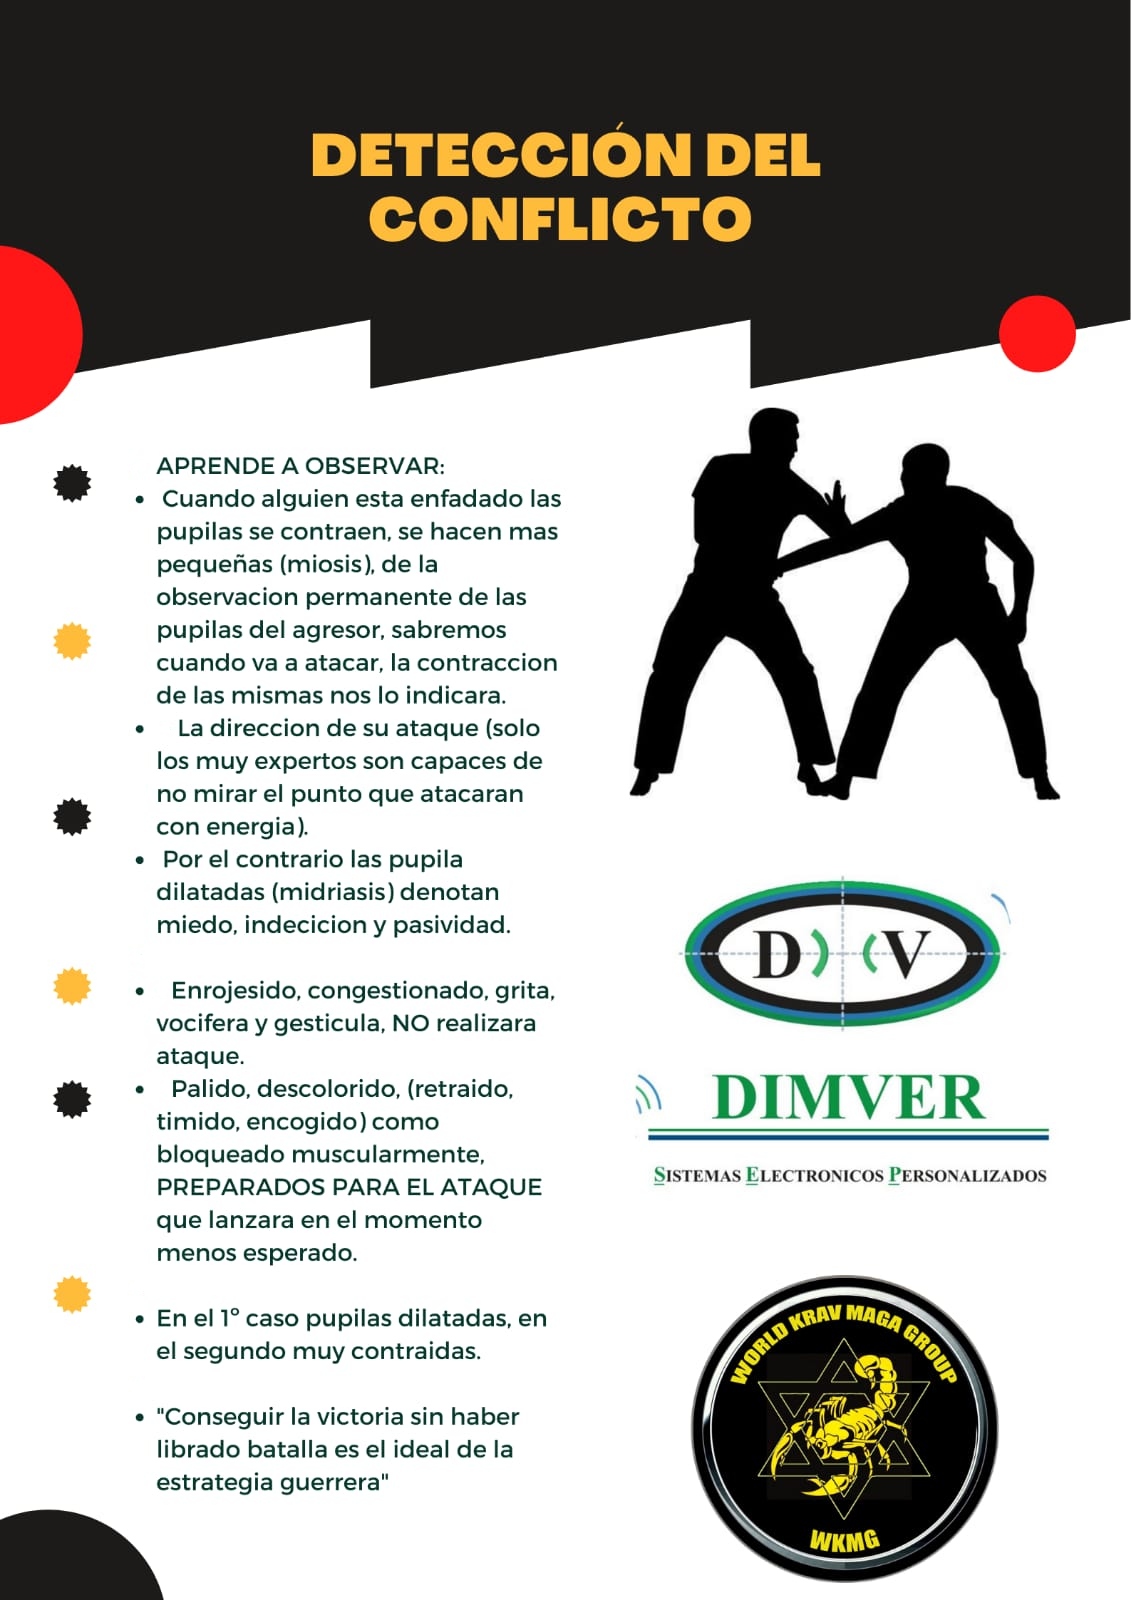 DETECCIÓN DEL
CONFLICTO
APRENDE A OBSERVAR:
• Cuando alguien esta enfadado las
pupilas se contraen, se hacen mas
pequeñas (miosis), de la
observacion permanente de las
pupilas del agresor, sabremos
cuando va a atacar, la contraccion
de las mismas nos lo indicara.
• La direccion de su ataque (solo
los muy expertos son capaces de
no mirar el punto que atacaran
con energia).
• Por el contrario las pupila
dilatadas (midriasis) denotan
miedo, indecicion y pasividad.
• Enrojesido, congestionado, grita,
vocifera y gesticula, NO realizara
ataque.
• Palido, descolorido, (retraido,
timido, encogido) como
bloqueado muscularmente,
PREPARADOS PARA EL ATAQUE
que lanzara en el momento
menos esperado.
• En el 1º caso pupilas dilatadas, en
el segundo muy contraidas.
• "Conseguir la victoria sin haber
librado batalla es el ideal de la
estrategia guerrera"
D V
DIMVER
SISTEMAS ELECTRONICOS PERSONALIZADOS
WORLD KRAV MAGA GROUP
WKMG